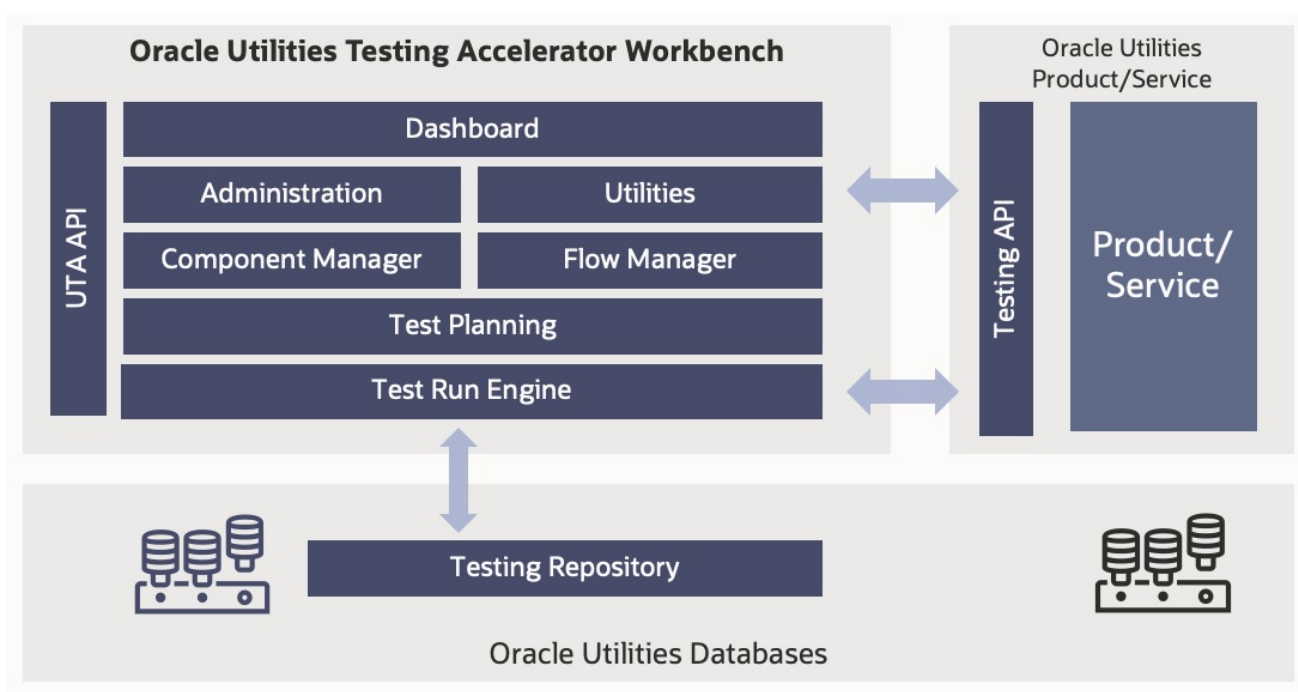 Oracle Utilities Testing Accelerator Workbench
UTA API
Dashboard
Administration
Utilities
Component Manager
Flow Manager
Test Planning
Test Run Engine
Oracle Utilities
Product/Service
Testing API
Product/
Service
Testing Repository
Oracle Utilities Databases